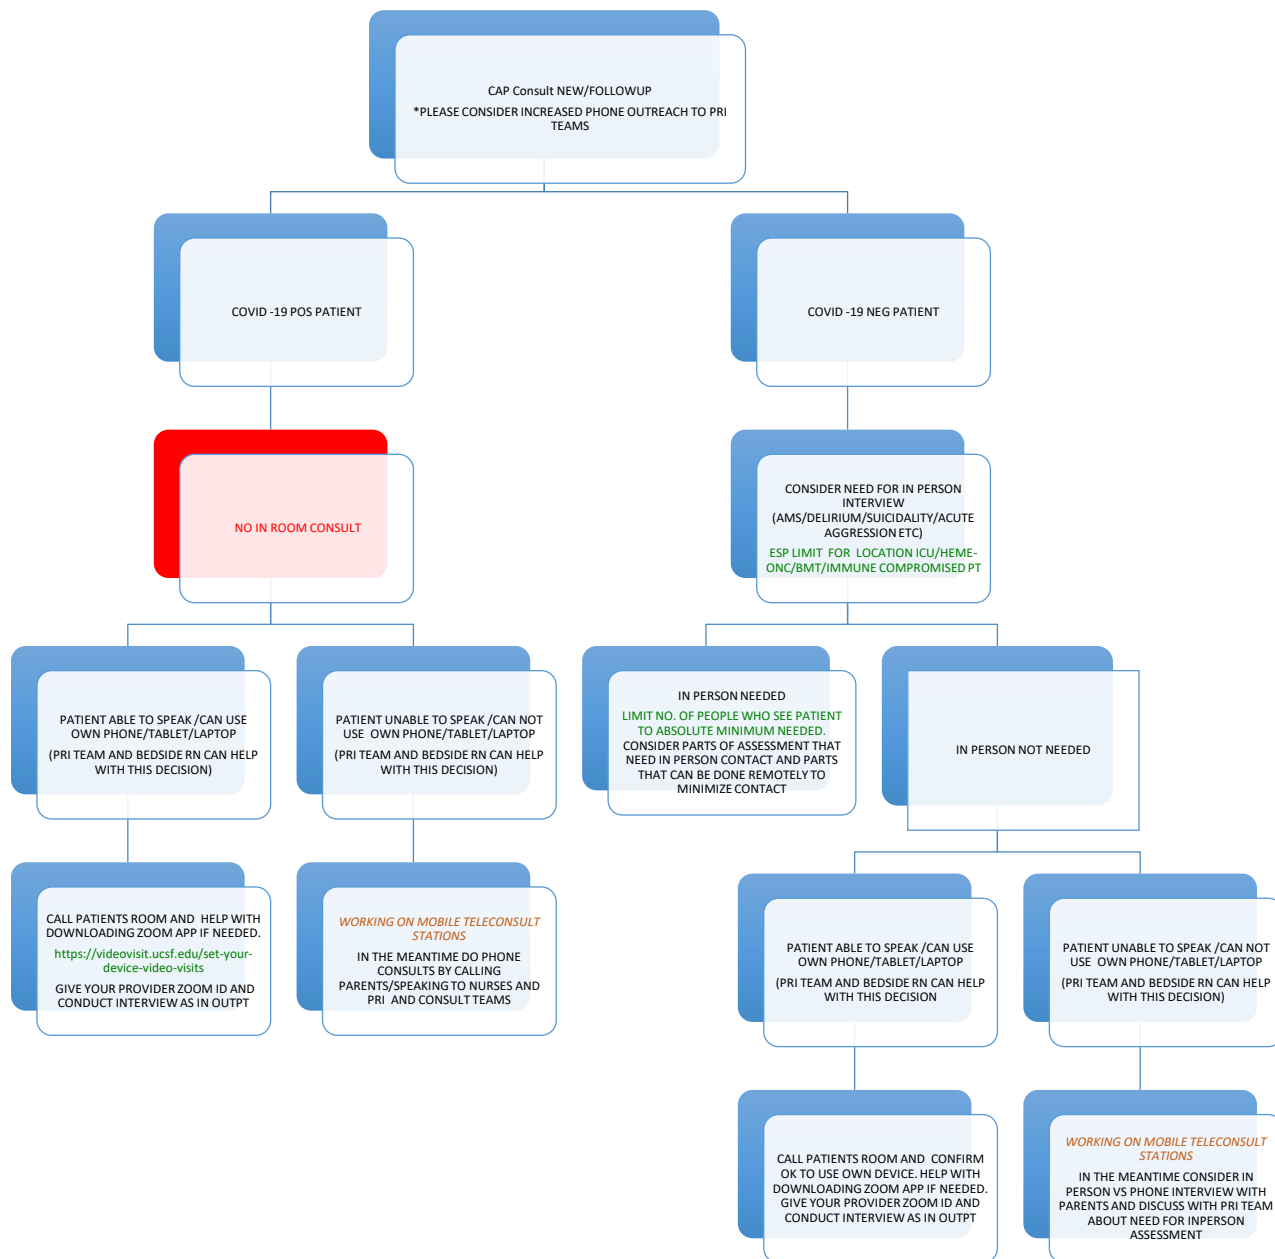 CAP Consult NEW/FOLLOWUP
*PLEASE CONSIDER INCREASED PHONE OUTREACH TO PRI
TEAMS
COVID -19 POS PATIENT
COVID -19 NEG PATIENT
NO IN ROOM CONSULT
CONSIDER NEED FOR IN PERSON
INTERVIEW
(AMS/DELIRIUM/SUICIDALITY/ACUTE
AGGRESSION ETC)
ESP LIMIT FOR LOCATION ICU/HEME-
ONC/BMT/IMMUNE COMPROMISED PT
PATIENT ABLE TO SPEAK /CAN USE
OWN PHONE/TABLET/LAPTOP
(PRI TEAM AND BEDSIDE RN CAN HELP
WITH THIS DECISION)
PATIENT UNABLE TO SPEAK /CAN NOT
USE OWN PHONE/TABLET/LAPTOP
(PRI TEAM AND BEDSIDE RN CAN HELP
WITH THIS DECISION)
IN PERSON NEEDED
LIMIT NO. OF PEOPLE WHO SEE PATIENT
TO ABSOLUTE MINIMUM NEEDED.
CONSIDER PARTS OF ASSESSMENT THAT
NEED IN PERSON CONTACT AND PARTS
THAT CAN BE DONE REMOTELY TO
MINIMIZE CONTACT
IN PERSON NOT NEEDED
CALL PATIENTS ROOM AND HELP WITH
DOWNLOADING ZOOM APP IF NEEDED.
https://videovisit.ucsf.edu/set-your-
device-video-visits
GIVE YOUR PROVIDER ZOOM ID AND
CONDUCT INTERVIEW AS IN OUTPT
WORKING ON MOBILE TELECONSULT
STATIONS
IN THE MEANTIME DO PHONE
CONSULTS BY CALLING
PARENTS/SPEAKING TO NURSES AND
PRI AND CONSULT TEAMS
PATIENT ABLE TO SPEAK /CAN USE
OWN PHONE/TABLET/LAPTOP
(PRI TEAM AND BEDSIDE RN CAN HELP
WITH THIS DECISION
PATIENT UNABLE TO SPEAK /CAN NOT
USE OWN PHONE/TABLET/LAPTOP
(PRI TEAM AND BEDSIDE RN CAN HELP
WITH THIS DECISION)
CALL PATIENTS ROOM AND CONFIRM
OK TO USE OWN DEVICE. HELP WITH
DOWNLOADING ZOOM APP IF NEEDED.
GIVE YOUR PROVIDER ZOOM ID AND
CONDUCT INTERVIEW AS IN OUTPT
WORKING ON MOBILE TELECONSULT
STATIONS
IN THE MEANTIME CONSIDER IN
PERSON VS PHONE INTERVIEW WITH
PARENTS AND DISCUSS WITH PRI TEAM
ABOUT NEED FOR INPERSON
ASSESSMENT